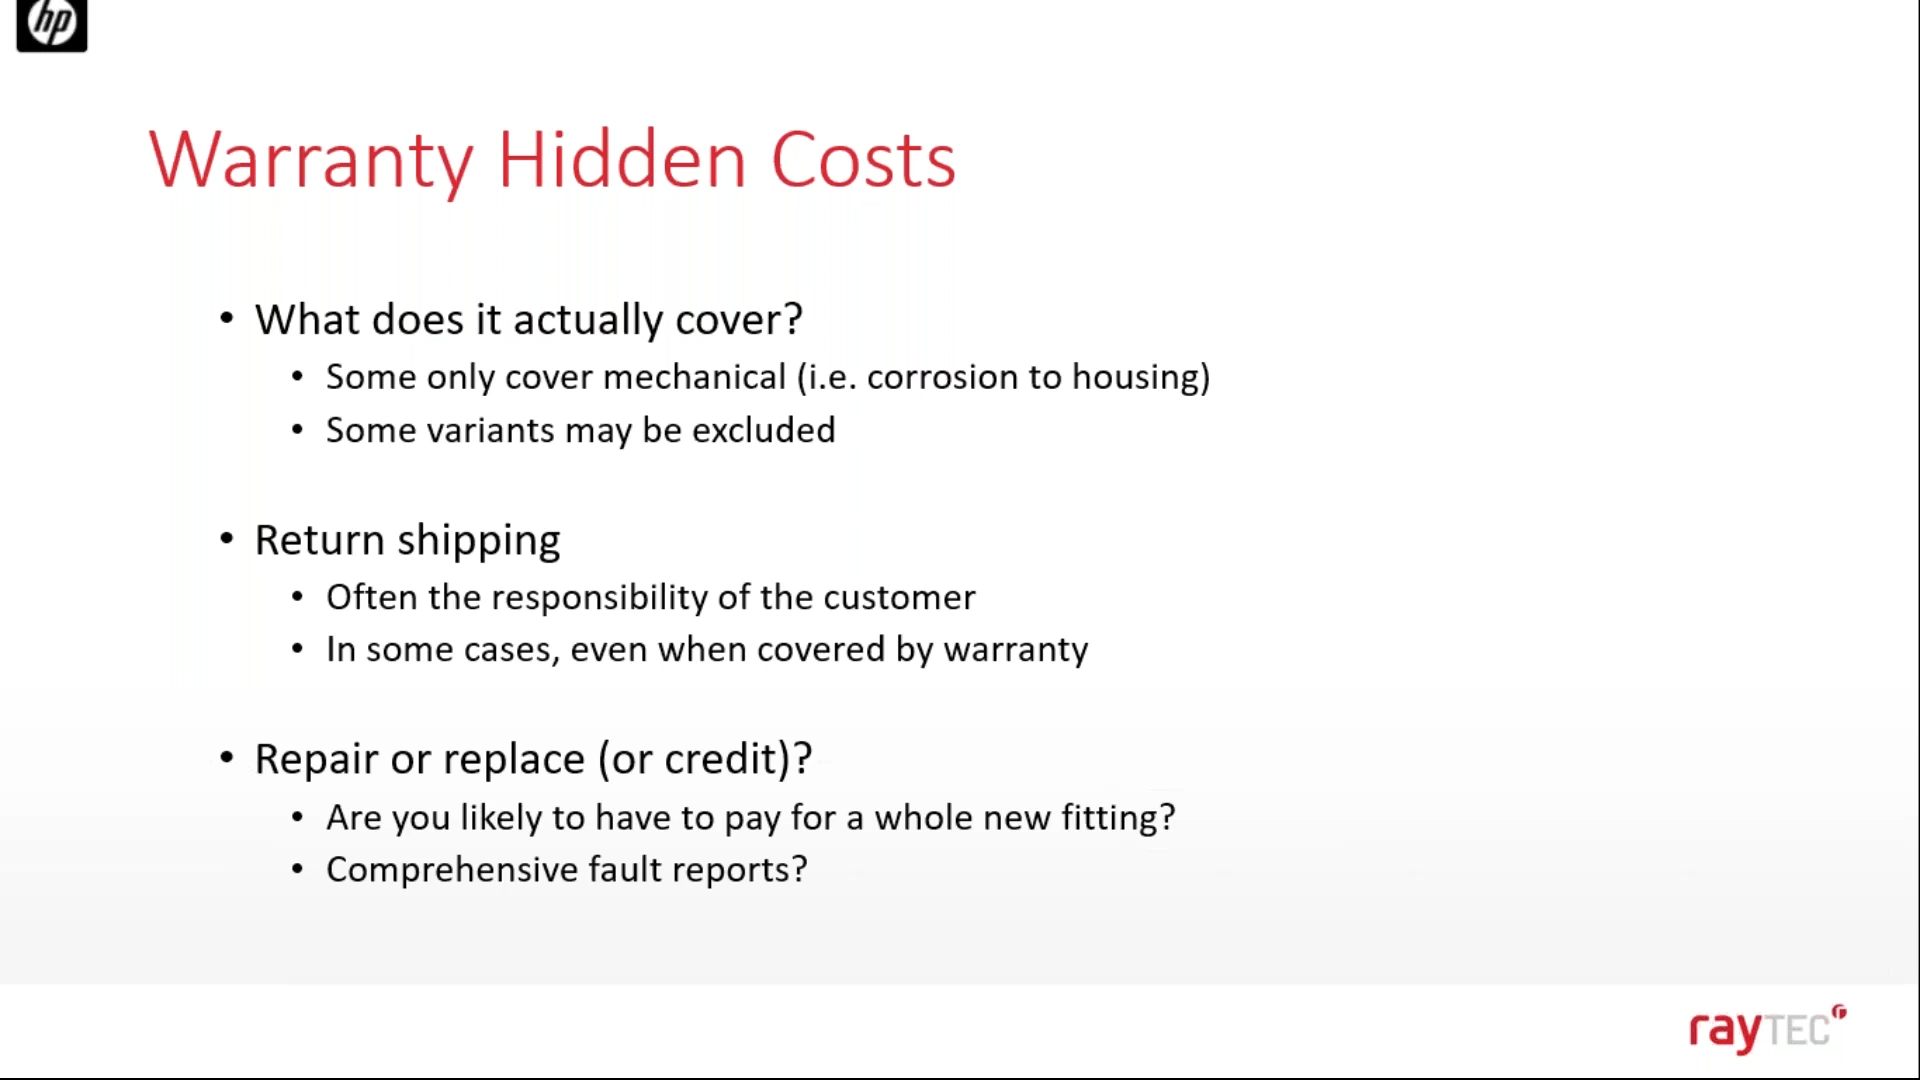 hp
Warranty Hidden Costs
• What does it actually cover?
• Some only cover mechanical (i.e. corrosion to housing)
• Some variants may be excluded
• Return shipping
• Often the responsibility of the customer
• In some cases, even when covered by warranty
• Repair or replace (or credit)?
• Are you likely to have to pay for a whole new fitting?
• Comprehensive fault reports?
rayTEC